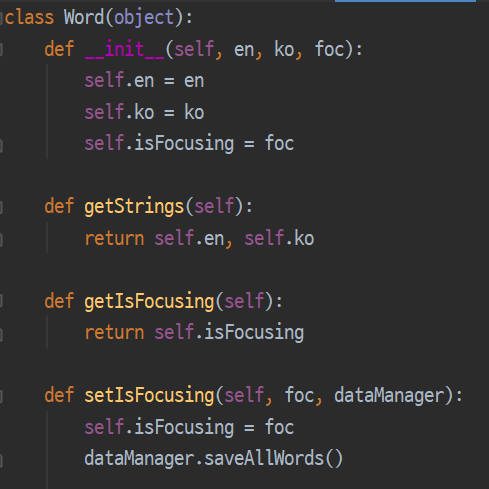 class Word(object):
    def __init__(self, en, ko, foc):
        self.en = en
        self.ko = ko
        self.isFocusing = foc
    def getStrings(self):
        return self.en, self.ko
    def getIsFocusing(self):
        return self.isFocusing
    def setIsFocusing(self, foc, dataManager):
        self.isFocusing = foc
        dataManager.saveAllWords()